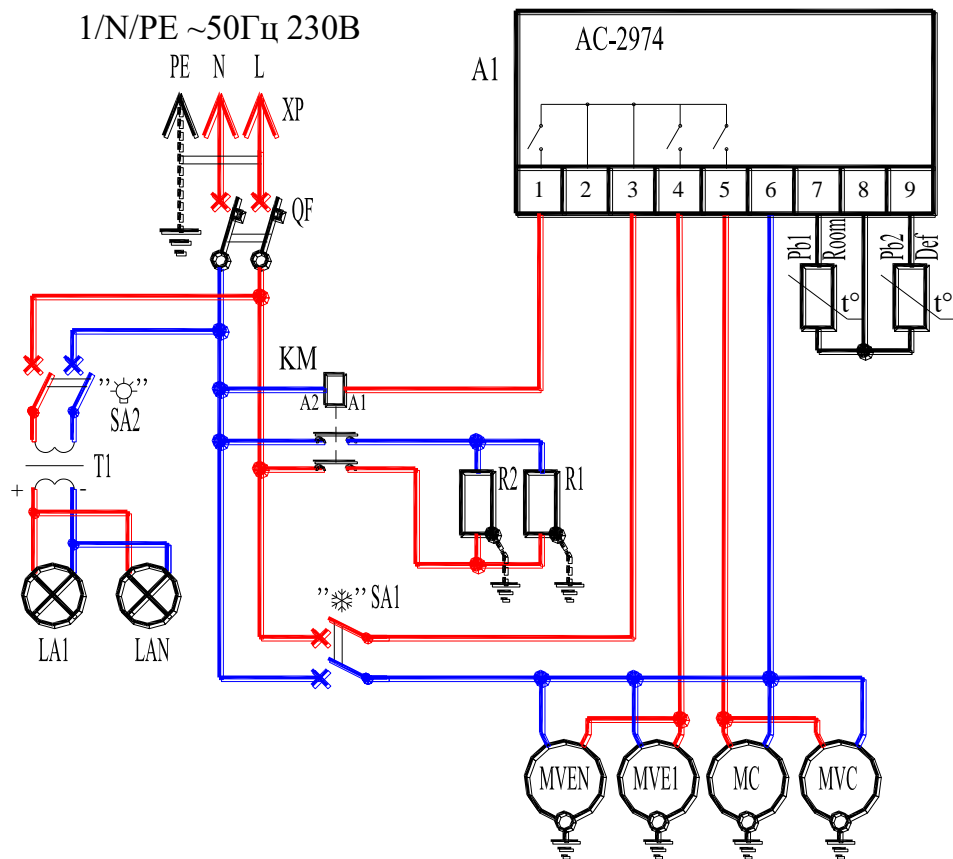 1/N/PE ~50Гц 230В
PE N L
XP
QF
A1
AC-2974
1 2 3 4 5 6 7 8 9
Pb1
Room
Pb2
Def
t° t°
KM
A2 A1
" "
SA2
T1
+ -
R2 R1
" " SA1
LA1 LAN
MVEN MVE1 MC MVC